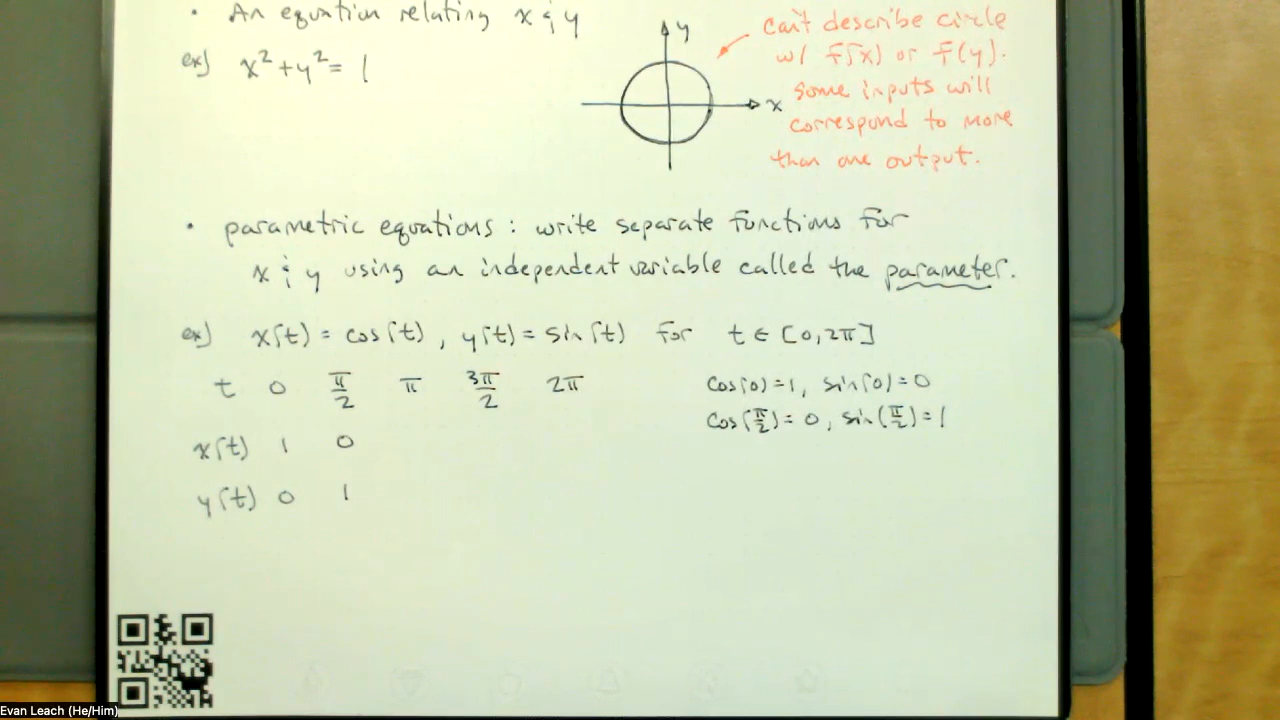 · An equation relating x & y
ex) x² + y² = 1
y
x
can't describe circle
w/ f(x) or f(y).
some inputs will
correspond to more
than one output.
· parametric equations : write separate functions for
x & y using an independent variable called the parameter.
ex) x(t) = cos(t), y(t) = sin(t) for t ∈ [0, 2π]
t 0 π/2 π 3π/2 2π
x(t) 1 0
y(t) 0 1
cos(0) = 1, sin(0) = 0
cos(π/2) = 0, sin(π/2) = 1
Evan Leach (He/Him)